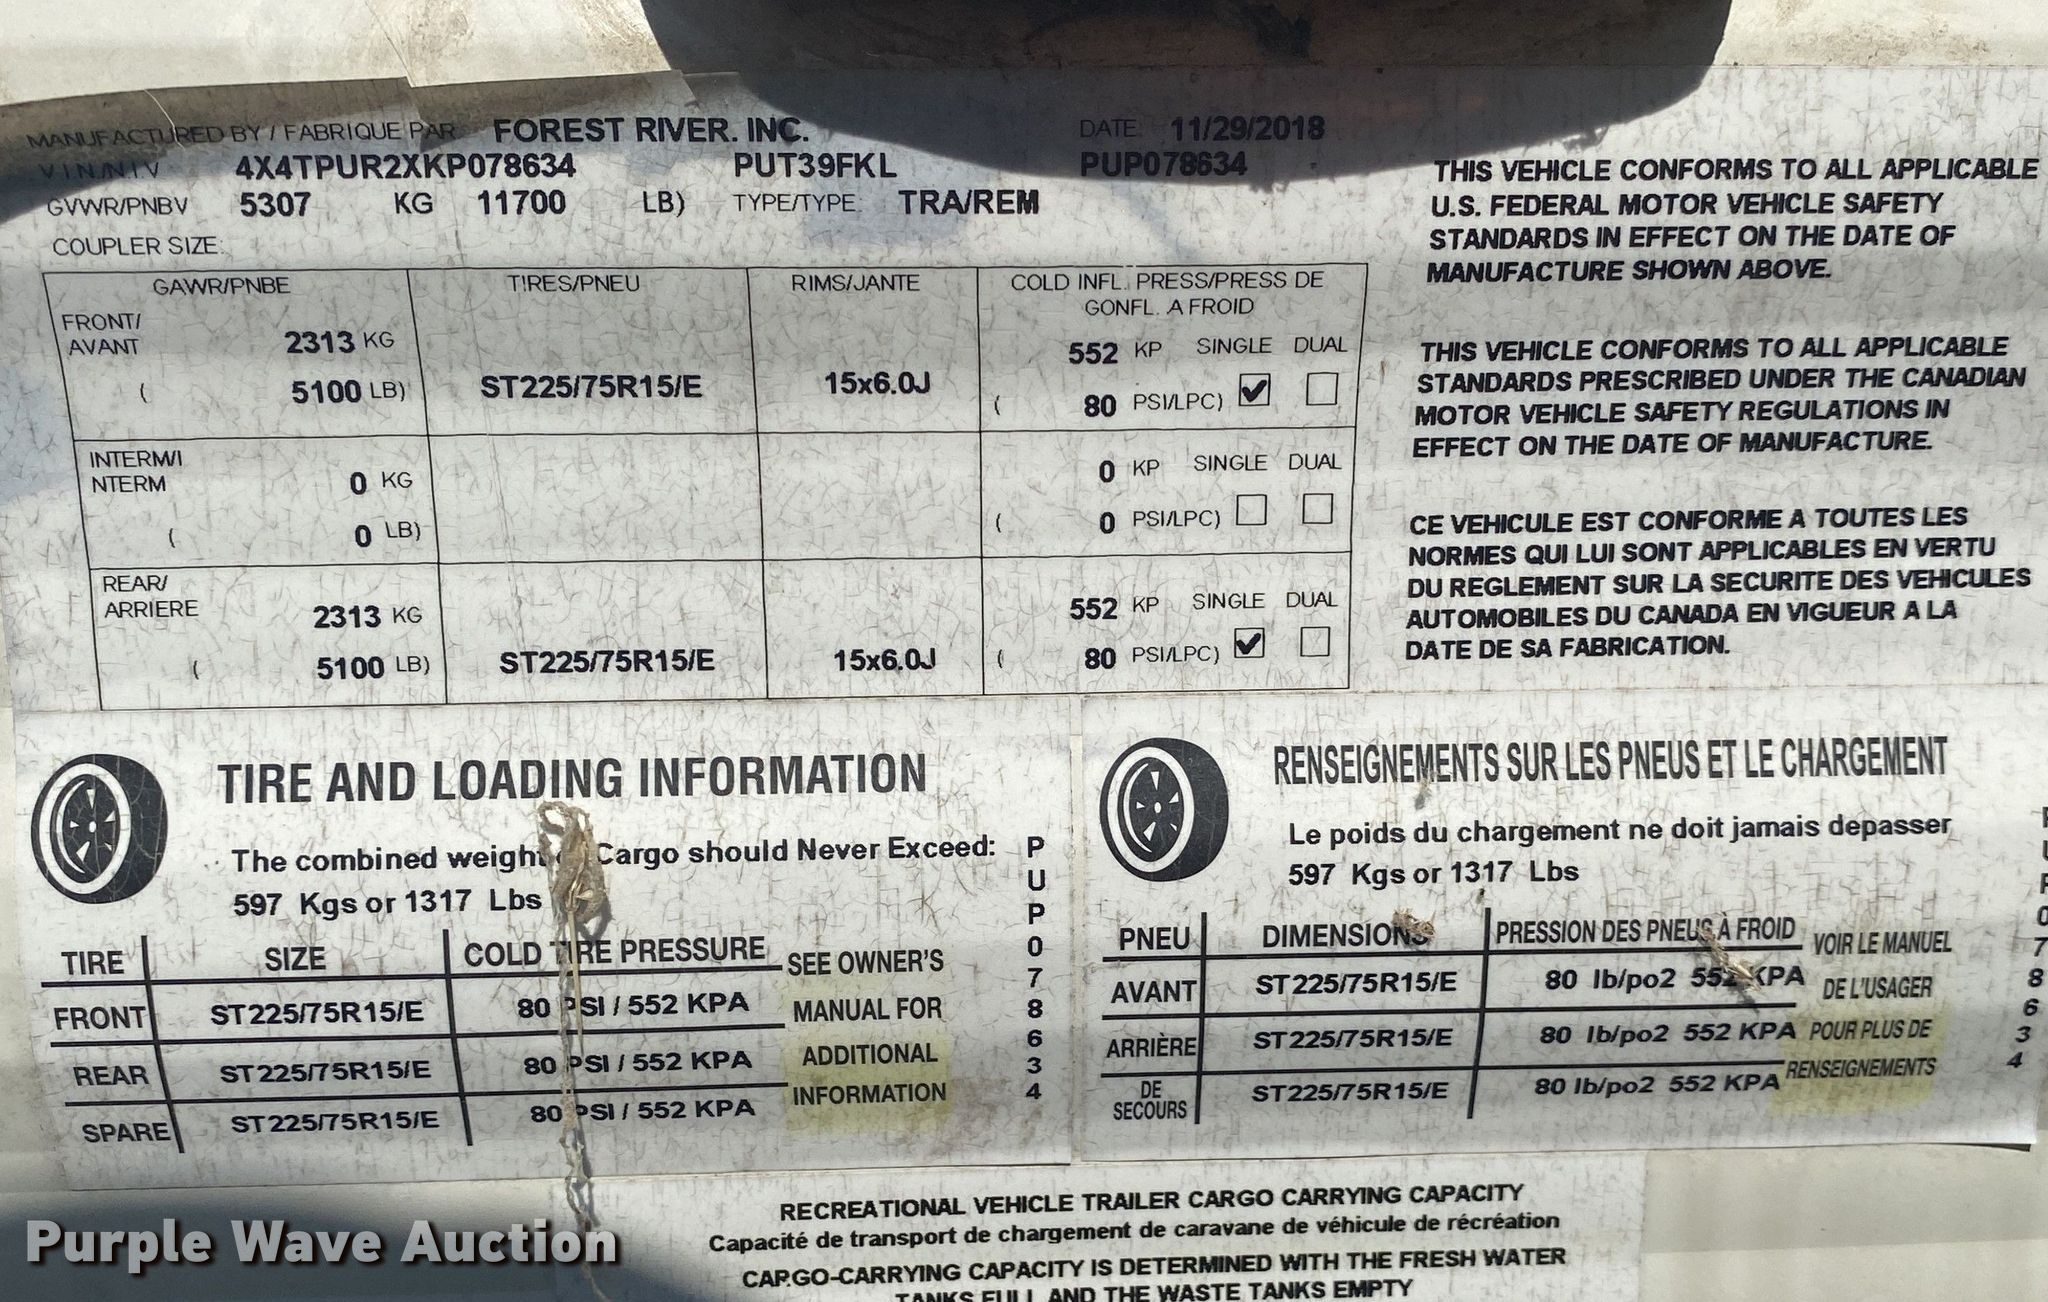 MANUFACTURED BY / FABRIQUE PAR FOREST RIVER. INC. DATE 11/29/2018
V I N/N I V 4X4TPUR2XKP078634 PUT39FKL PUP078634
GVWR/PNBV 5307 KG 11700 LB) TYPE/TYPE: TRA/REM
COUPLER SIZE:
GAWR/PNBE TIRES/PNEU RIMS/JANTE COLD INFL. PRESS/PRESS DE
GONFL. A FROID
FRONT/
AVANT 2313 KG 552 KP SINGLE DUAL
( 5100 LB) ST225/75R15/E 15x6.0J ( 80 PSI/LPC)
INTERM/I
NTERM 0 KG 0 KP SINGLE DUAL
( 0 LB) ( 0 PSI/LPC)
REAR/
ARRIERE 2313 KG 552 KP SINGLE DUAL
( 5100 LB) ST225/75R15/E 15x6.0J ( 80 PSI/LPC)
THIS VEHICLE CONFORMS TO ALL APPLICABLE
U.S. FEDERAL MOTOR VEHICLE SAFETY
STANDARDS IN EFFECT ON THE DATE OF
MANUFACTURE SHOWN ABOVE.
THIS VEHICLE CONFORMS TO ALL APPLICABLE
STANDARDS PRESCRIBED UNDER THE CANADIAN
MOTOR VEHICLE SAFETY REGULATIONS IN
EFFECT ON THE DATE OF MANUFACTURE.
CE VEHICULE EST CONFORME A TOUTES LES
NORMES QUI LUI SONT APPLICABLES EN VERTU
DU REGLEMENT SUR LA SECURITE DES VEHICULES
AUTOMOBILES DU CANADA EN VIGUEUR A LA
DATE DE SA FABRICATION.
TIRE AND LOADING INFORMATION
The combined weight Cargo should Never Exceed:
597 Kgs or 1317 Lbs
TIRE SIZE COLD TIRE PRESSURE
FRONT ST225/75R15/E 80 PSI / 552 KPA
REAR ST225/75R15/E 80 PSI / 552 KPA
SPARE ST225/75R15/E 80 PSI / 552 KPA
SEE OWNER'S
MANUAL FOR
ADDITIONAL
INFORMATION
PUP078634
RENSEIGNEMENTS SUR LES PNEUS ET LE CHARGEMENT
Le poids du chargement ne doit jamais depasser
597 Kgs or 1317 Lbs
PNEU DIMENSIONS PRESSION DES PNEUS À FROID
AVANT ST225/75R15/E 80 lb/po2 552 KPA
ARRIÈRE ST225/75R15/E 80 lb/po2 552 KPA
DE
SECOURS ST225/75R15/E 80 lb/po2 552 KPA
VOIR LE MANUEL
DE L'USAGER
POUR PLUS DE
RENSEIGNEMENTS
PUP078634
RECREATIONAL VEHICLE TRAILER CARGO CARRYING CAPACITY
Capacité de transport de chargement de caravane de véhicule de récréation
CARGO-CARRYING CAPACITY IS DETERMINED WITH THE FRESH WATER
TANKS FULL AND THE WASTE TANKS EMPTY
Purple Wave Auction